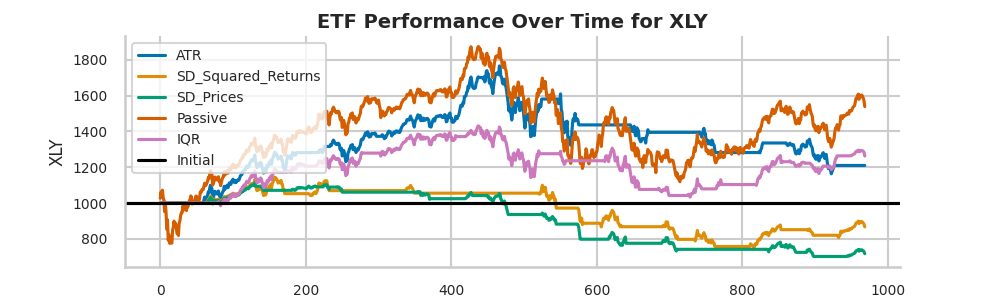 ETF Performance Over Time for XLY
XLY
1800
1600
1400
1200
1000
800
ATR
SD_Squared_Returns
SD_Prices
Passive
IQR
Initial
0 200 400 600 800 1000